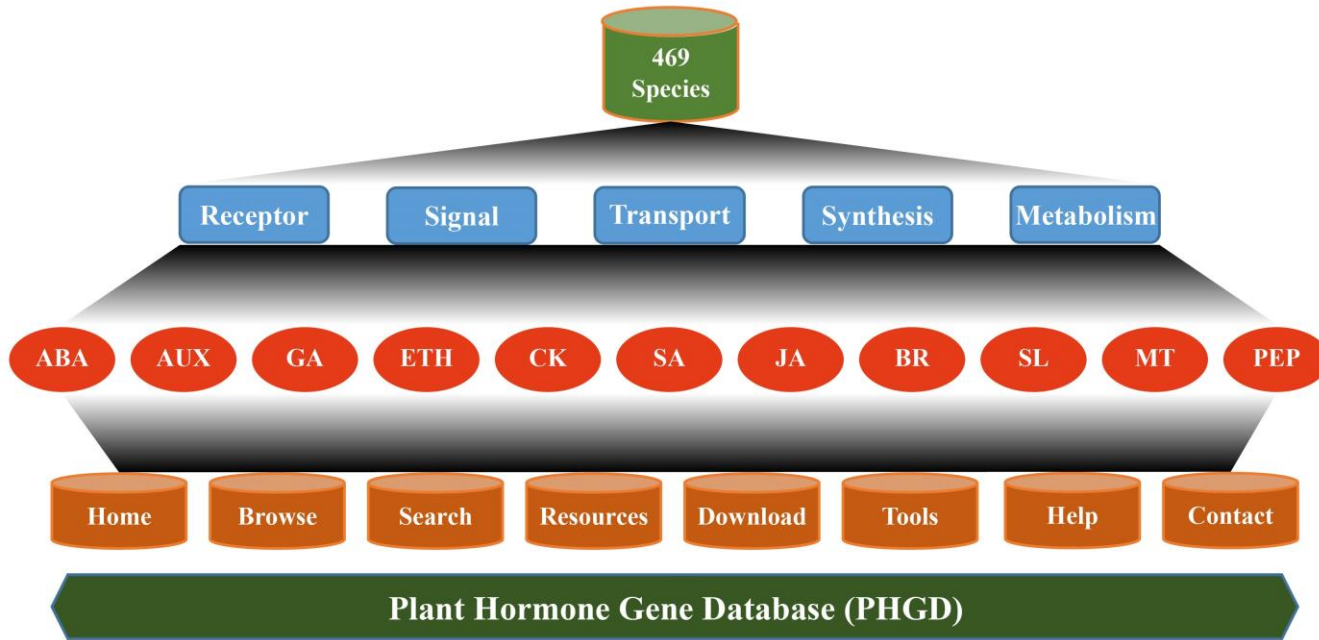 469
Species
Receptor
Signal
Transport
Synthesis
Metabolism
ABA
AUX
GA
ETH
CK
SA
JA
BR
SL
MT
PEP
Home
Browse
Search
Resources
Download
Tools
Help
Contact
Plant Hormone Gene Database (PHGD)